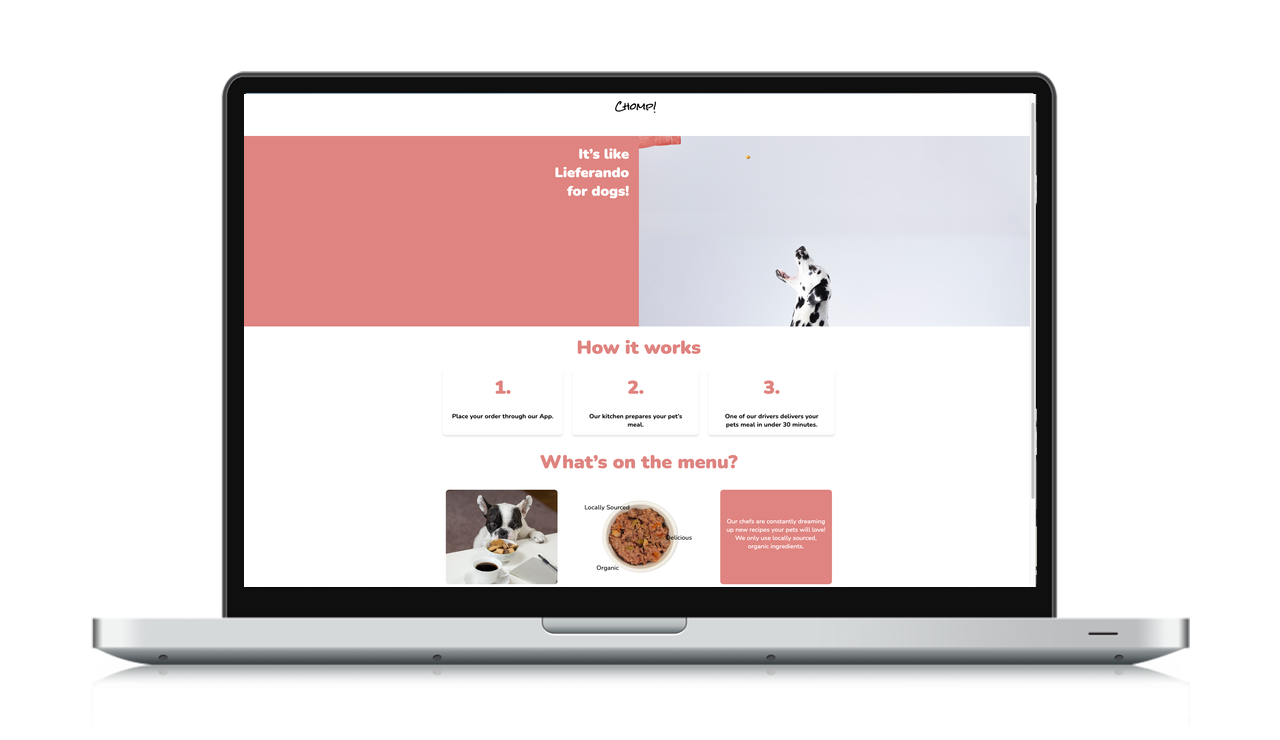 CHOMP!
It's like
Lieferando
for dogs!
How it works
1.
Place your order through our App.
2.
Our kitchen prepares your pet's
meal.
3.
One of our drivers delivers your
pets meal in under 30 minutes.
What's on the menu?
Locally Sourced
Delicious
Organic
Our chefs are constantly dreaming
up new recipes your pets will love!
We only use locally sourced,
organic ingredients.